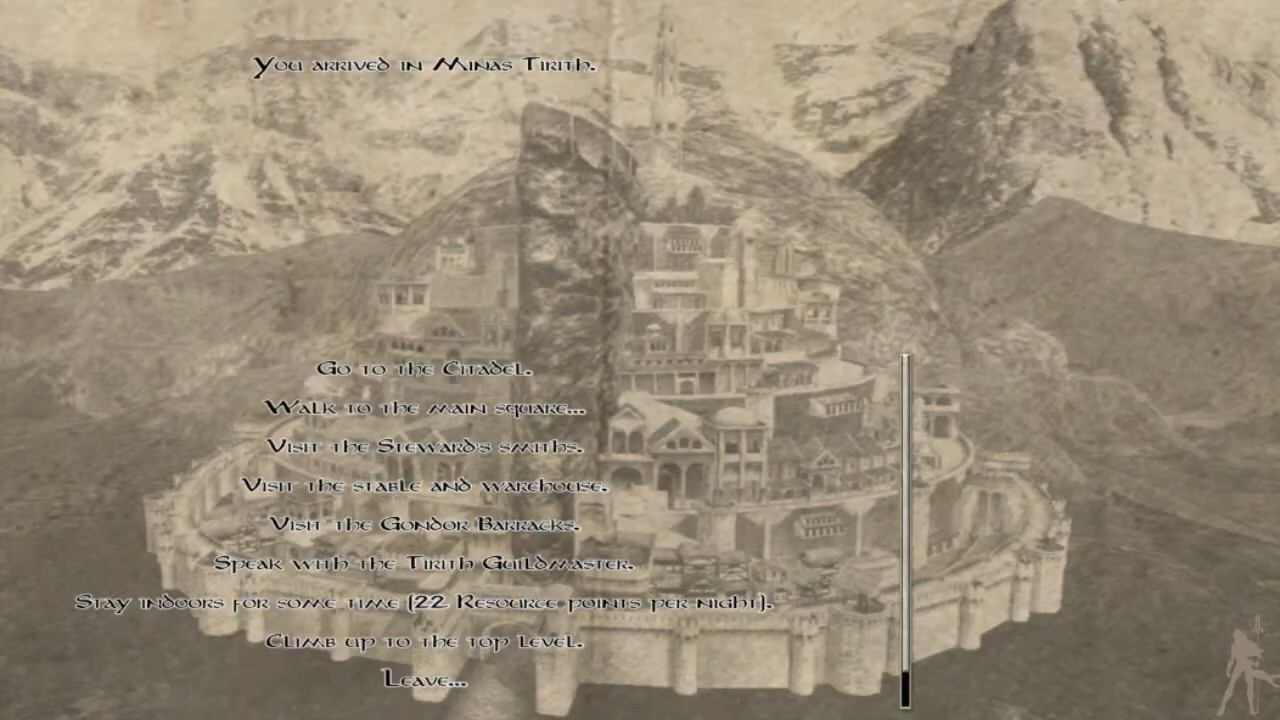 You arrived in Minas Tirith.
Go to the Citadel.
Walk to the main square...
Visit the Steward's smiths.
Visit the stable and warehouse.
Visit the Gondor Barracks.
Speak with the Tirith Guildmaster.
Stay indoors for some time (22 Resource points per night).
Climb up to the top level.
Leave...